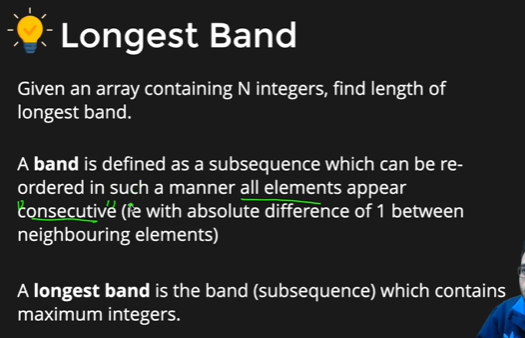 Longest Band
Given an array containing N integers, find length of
longest band.
A band is defined as a subsequence which can be re-
ordered in such a manner all elements appear
consecutive (ie with absolute difference of 1 between
neighbouring elements)
A longest band is the band (subsequence) which contains
maximum integers.